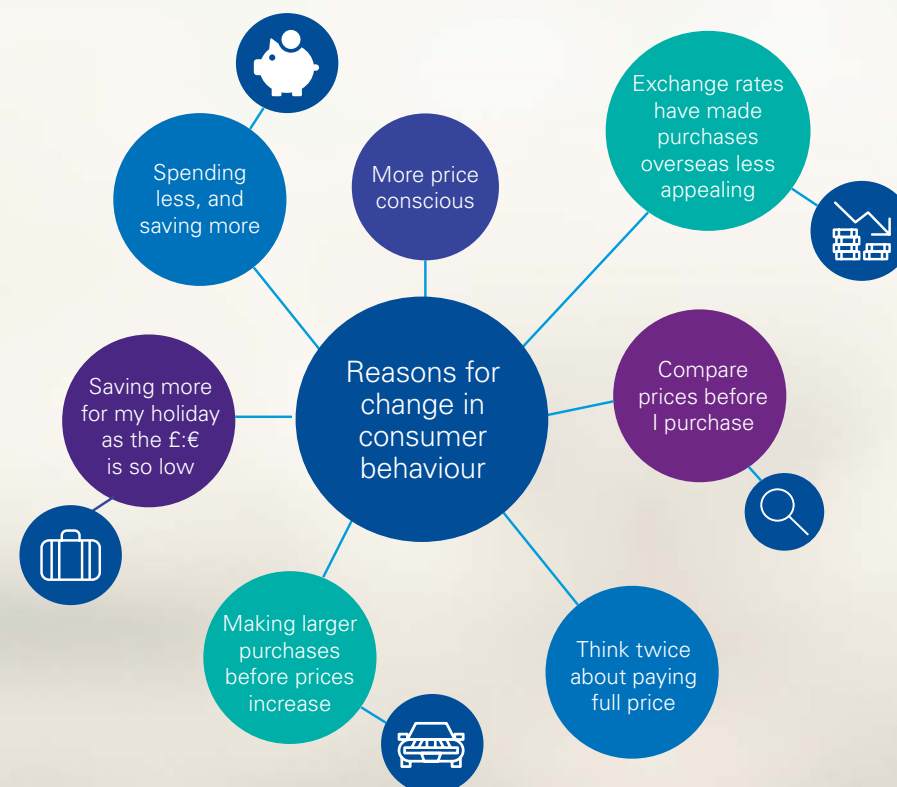 Spending
less, and
saving more
More price
conscious
Exchange rates
have made
purchases
overseas less
appealing
Saving more
for my holiday
as the £:€
is so low
Reasons for
change in
consumer
behaviour
Compare
prices before
I purchase
Making larger
purchases
before prices
increase
Think twice
about paying
full price